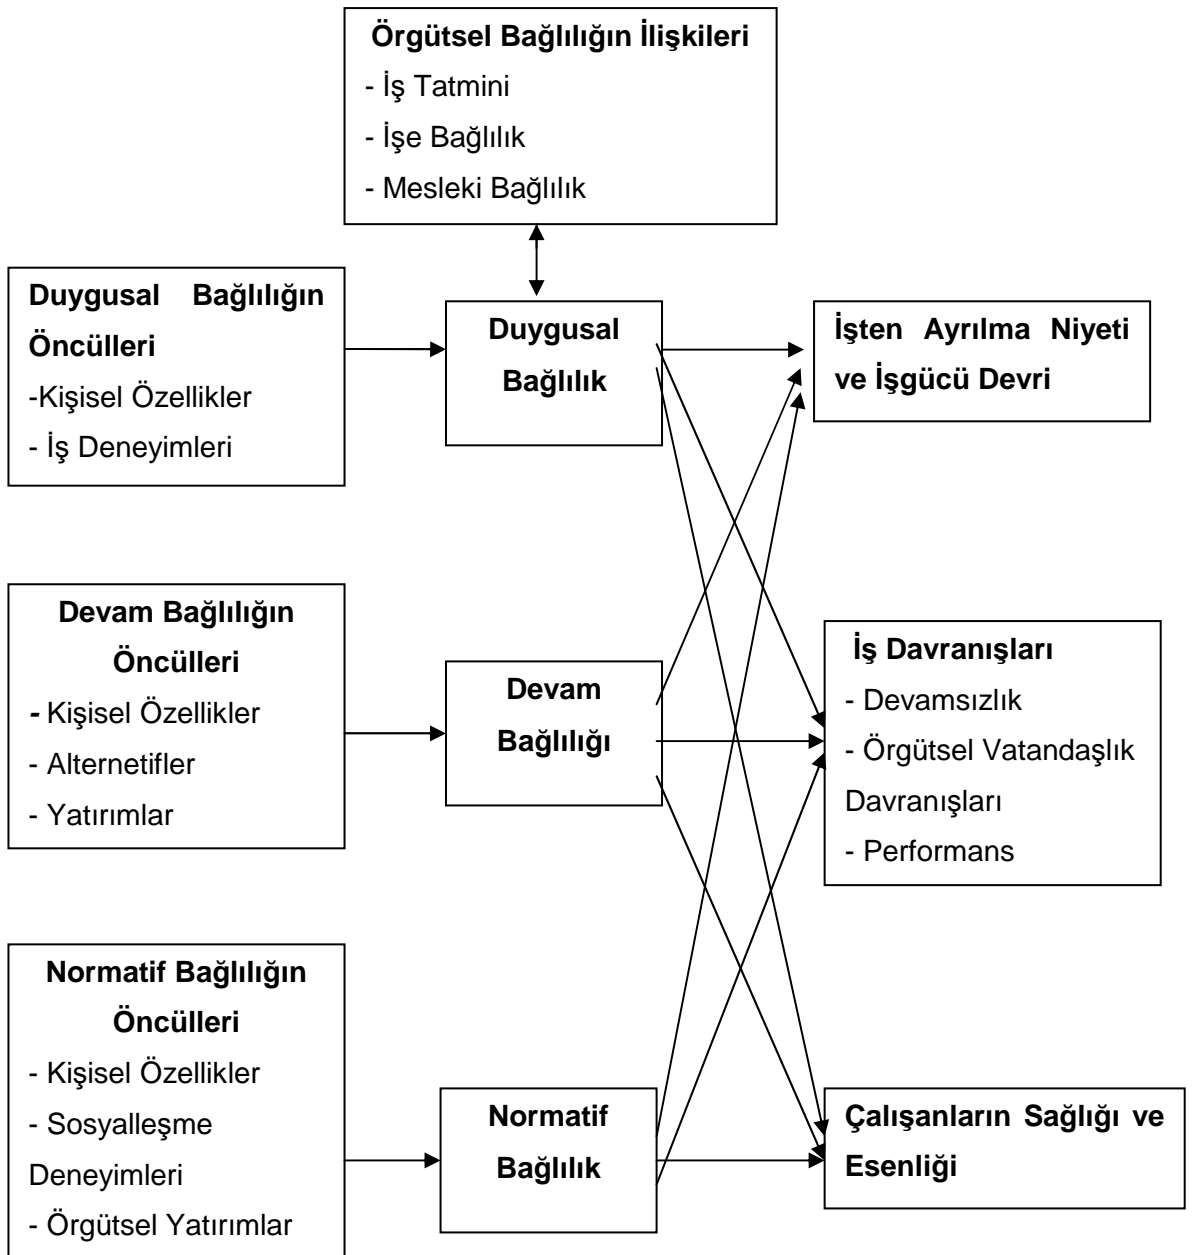 Örgütsel Bağlılığın İlişkileri
- İş Tatmini
- İşe Bağlılık
- Mesleki Bağlılık
Duygusal Bağlılığın
Öncülleri
-Kişisel Özellikler
- İş Deneyimleri
Duygusal
Bağlılık
İşten Ayrılma Niyeti
ve İşgücü Devri
Devam Bağlılığın
Öncülleri
- Kişisel Özellikler
- Alternetifler
- Yatırımlar
Devam
Bağlılığı
İş Davranışları
- Devamsızlık
- Örgütsel Vatandaşlık
Davranışları
- Performans
Normatif Bağlılığın
Öncülleri
- Kişisel Özellikler
- Sosyalleşme
Deneyimleri
- Örgütsel Yatırımlar
Normatif
Bağlılık
Çalışanların Sağlığı ve
Esenliği